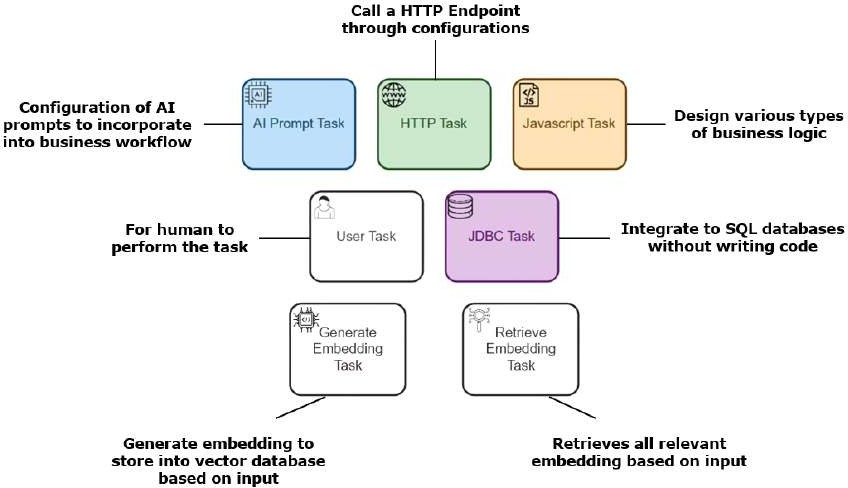 Call a HTTP Endpoint
through configurations
Configuration of AI
prompts to incorporate
into business workflow
AI
AI Prompt Task
WWW
HTTP Task
</>
JS
Javascript Task
Design various types
of business logic
For human to
perform the task
User Task
JDBC Task
Integrate to SQL databases
without writing code
Generate
Embedding
Task
Retrieve
Embedding
Task
Generate embedding to
store into vector database
based on input
Retrieves all relevant
embedding based on input